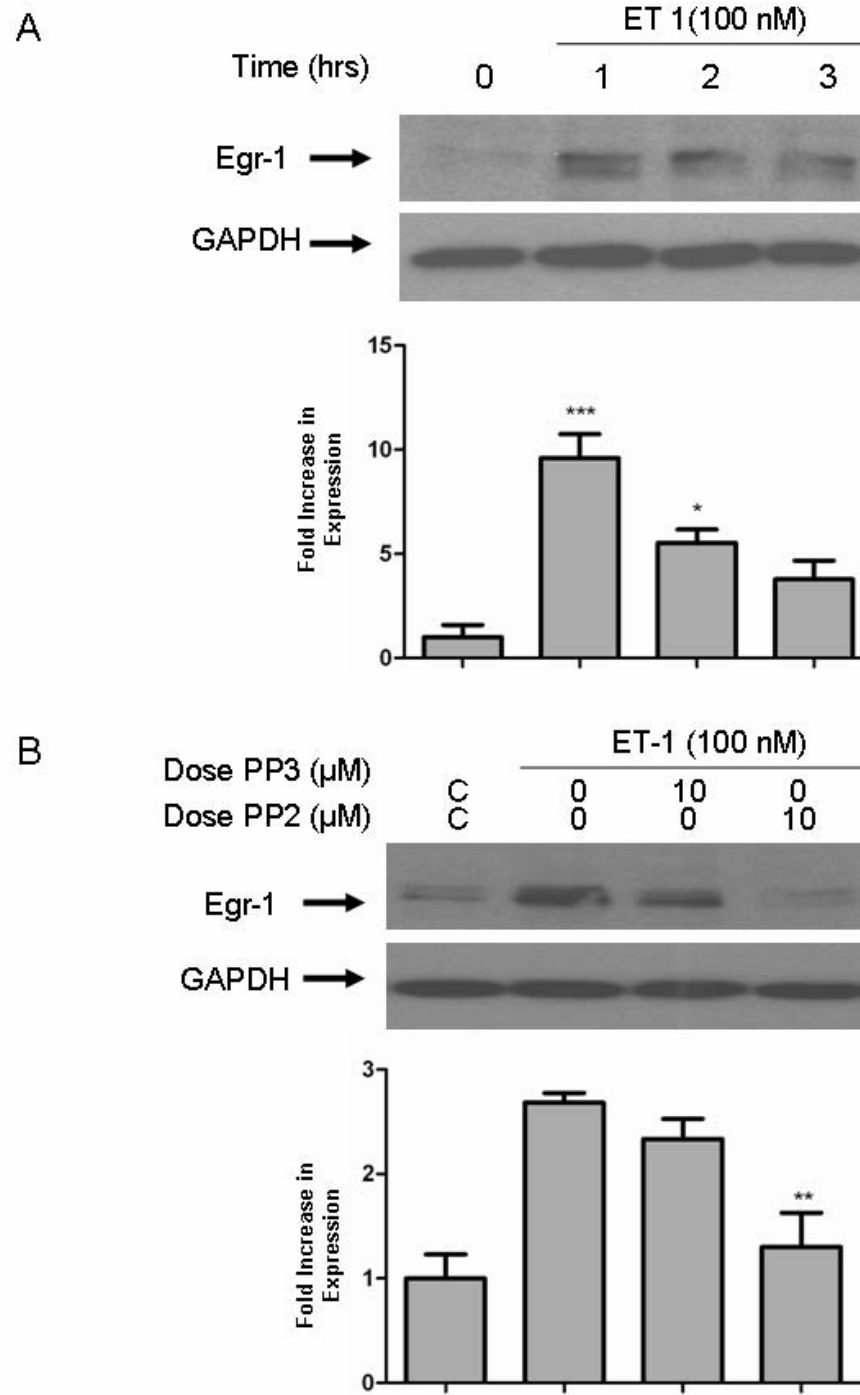 A
ET 1(100 nM)
Time (hrs) 0 1 2 3
Egr-1
GAPDH
15
10
5
0
Fold Increase in
Expression
***
*
B
ET-1 (100 nM)
Dose PP3 (µM) C 0 10 0
Dose PP2 (µM) C 0 0 10
Egr-1
GAPDH
3
2
1
0
Fold Increase in
Expression
**